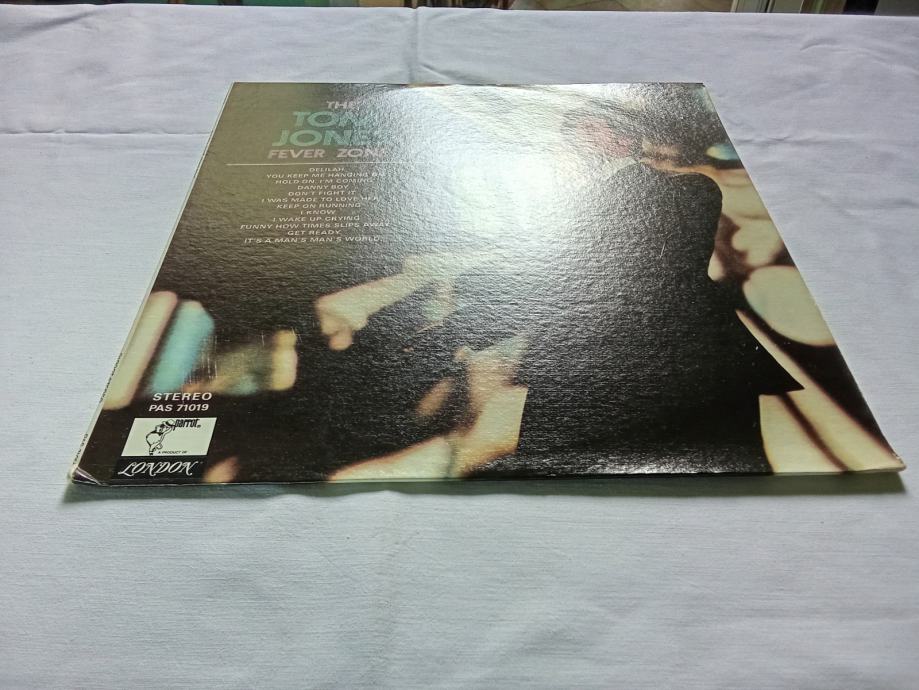 THE
TOM
JONES
FEVER ZONE
DELILAH
YOU KEEP ME HANGING ON
HOLD ON, I'M COMING
DANNY BOY
DON'T FIGHT IT
I WAS MADE TO LOVE HER
KEEP ON RUNNING
I KNOW
I WAKE UP CRYING
FUNNY HOW TIMES SLIPS AWAY
GET READY
IT'S A MAN'S MAN'S WORLD
STEREO
PAS 71019
parrot
A PRODUCT OF
LONDON